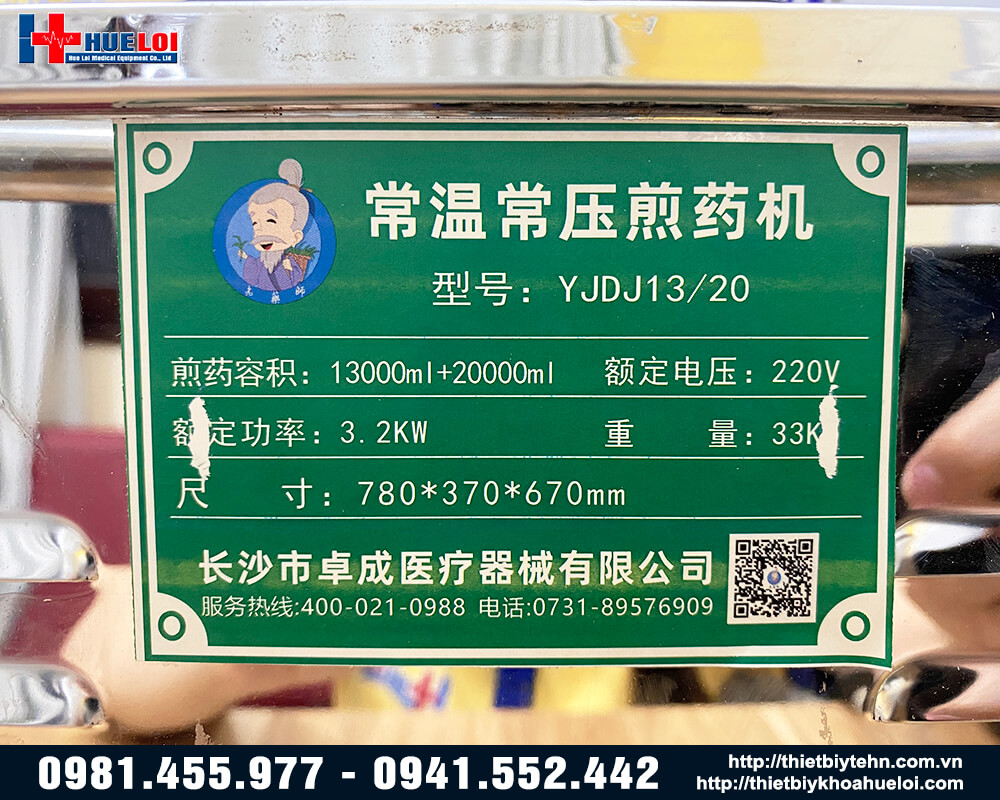 HUE LOI
Hue Loi Medical Equipment Co., Ltd
常温常压煎药机
型号：YJDJ13/20
煎药容积：13000ml+20000ml 额定电压：220V
额定功率：3.2KW 重 量：33K
尺 寸：780*370*670mm
长沙市卓成医疗器械有限公司
服务热线:400-021-0988 电话:0731-89576909
0981.455.977 - 0941.552.442
http://thietbiytehn.com.vn
http://thietbiykhoahueloi.com